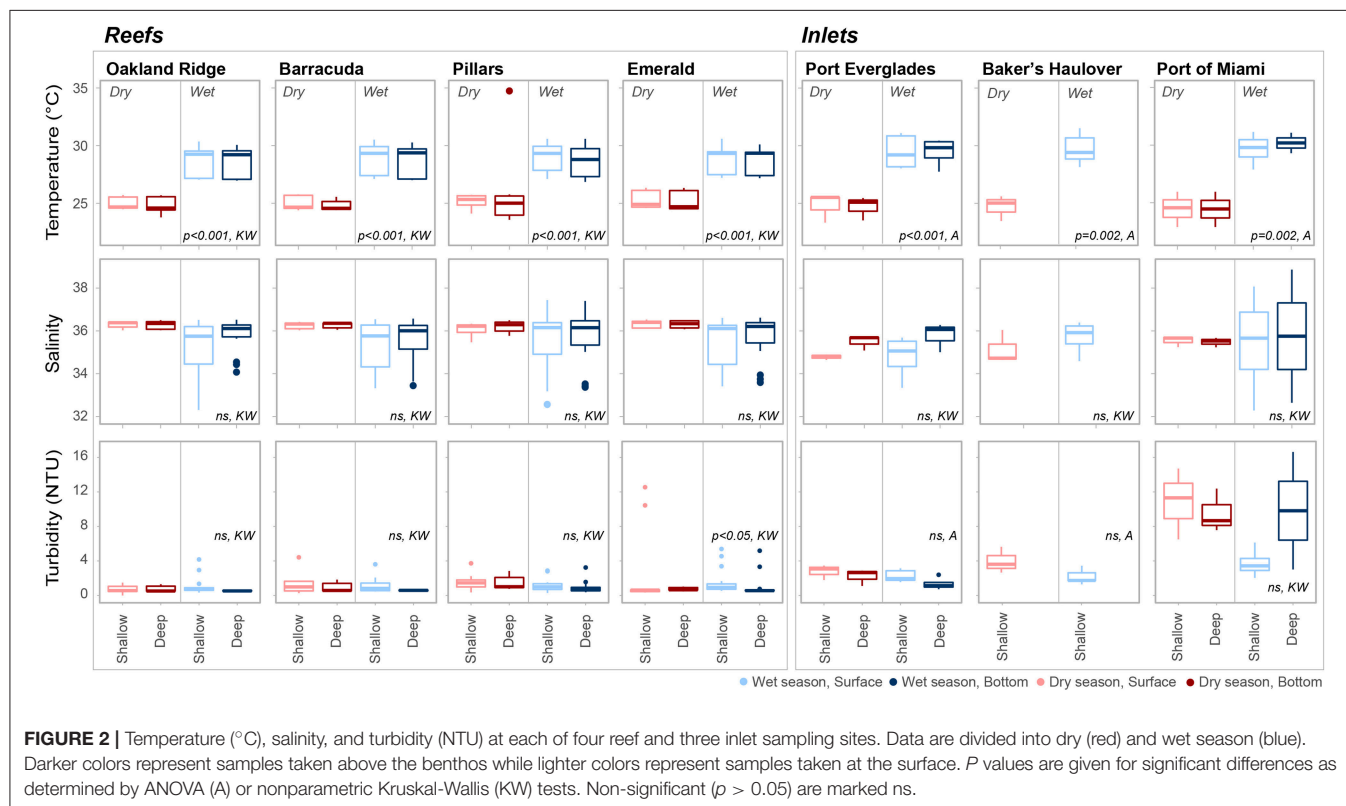 Reefs
Inlets
Oakland Ridge Barracuda Pillars Emerald Port Everglades Baker's Haulover Port of Miami
Dry Wet Dry Wet Dry Wet Dry Wet Dry Wet Dry Wet Dry Wet
Temperature (°C)
35
30
25
p<0.001, KW p<0.001, KW p<0.001, KW p<0.001, KW p<0.001, A p=0.002, A p=0.002, A
Salinity
36
34
32
ns, KW ns, KW ns, KW ns, KW ns, KW ns, KW ns, KW
Turbidity (NTU)
16
12
8
4
0
ns, KW ns, KW ns, KW p<0.05, KW ns, A ns, A ns, KW
Shallow Deep Shallow Deep Shallow Deep Shallow Deep Shallow Deep Shallow Deep Shallow Deep Shallow Deep Shallow Deep Shallow Deep Shallow Shallow Shallow Deep Shallow Deep
Wet season, Surface Wet season, Bottom Dry season, Surface Dry season, Bottom
FIGURE 2 | Temperature (°C), salinity, and turbidity (NTU) at each of four reef and three inlet sampling sites. Data are divided into dry (red) and wet season (blue).
Darker colors represent samples taken above the benthos while lighter colors represent samples taken at the surface. P values are given for significant differences as
determined by ANOVA (A) or nonparametric Kruskal-Wallis (KW) tests. Non-significant (p > 0.05) are marked ns.